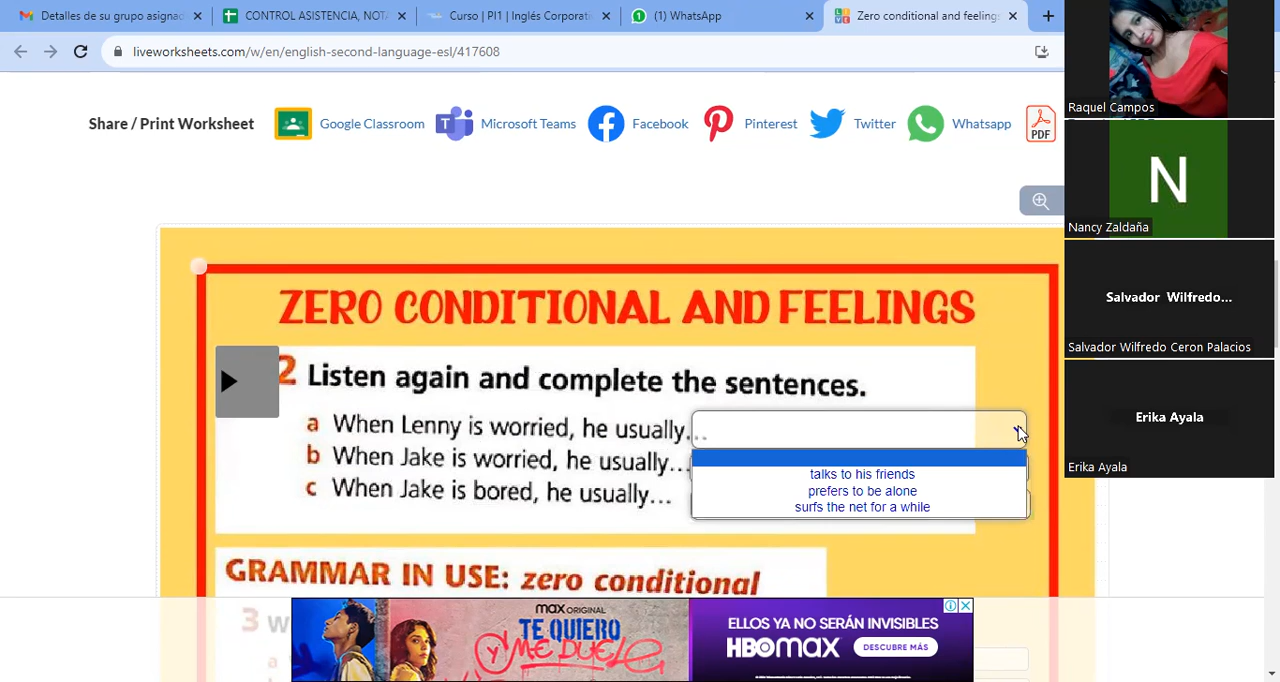 Detalles de su grupo asignad
CONTROL ASISTENCIA, NOTA
Curso | PI1 | Inglés Corporati
(1) WhatsApp
Zero conditional and feelings
liveworksheets.com/w/en/english-second-language-esl/417608
Share / Print Worksheet
Google Classroom
Microsoft Teams
Facebook
Pinterest
Twitter
Whatsapp
PDF
Raquel Campos
N
Nancy Zaldaña
Salvador Wilfredo...
Salvador Wilfredo Ceron Palacios
Erika Ayala
Erika Ayala
ZERO CONDITIONAL AND FEELINGS
2 Listen again and complete the sentences.
a When Lenny is worried, he usually...
b When Jake is worried, he usually...
c When Jake is bored, he usually...
talks to his friends
prefers to be alone
surfs the net for a while
GRAMMAR IN USE: zero conditional
3 W
a
max ORIGINAL
TE QUIERO
y ME DUELE
ELLOS YA NO SERÁN INVISIBLES
HBOmax
DESCUBRE MÁS